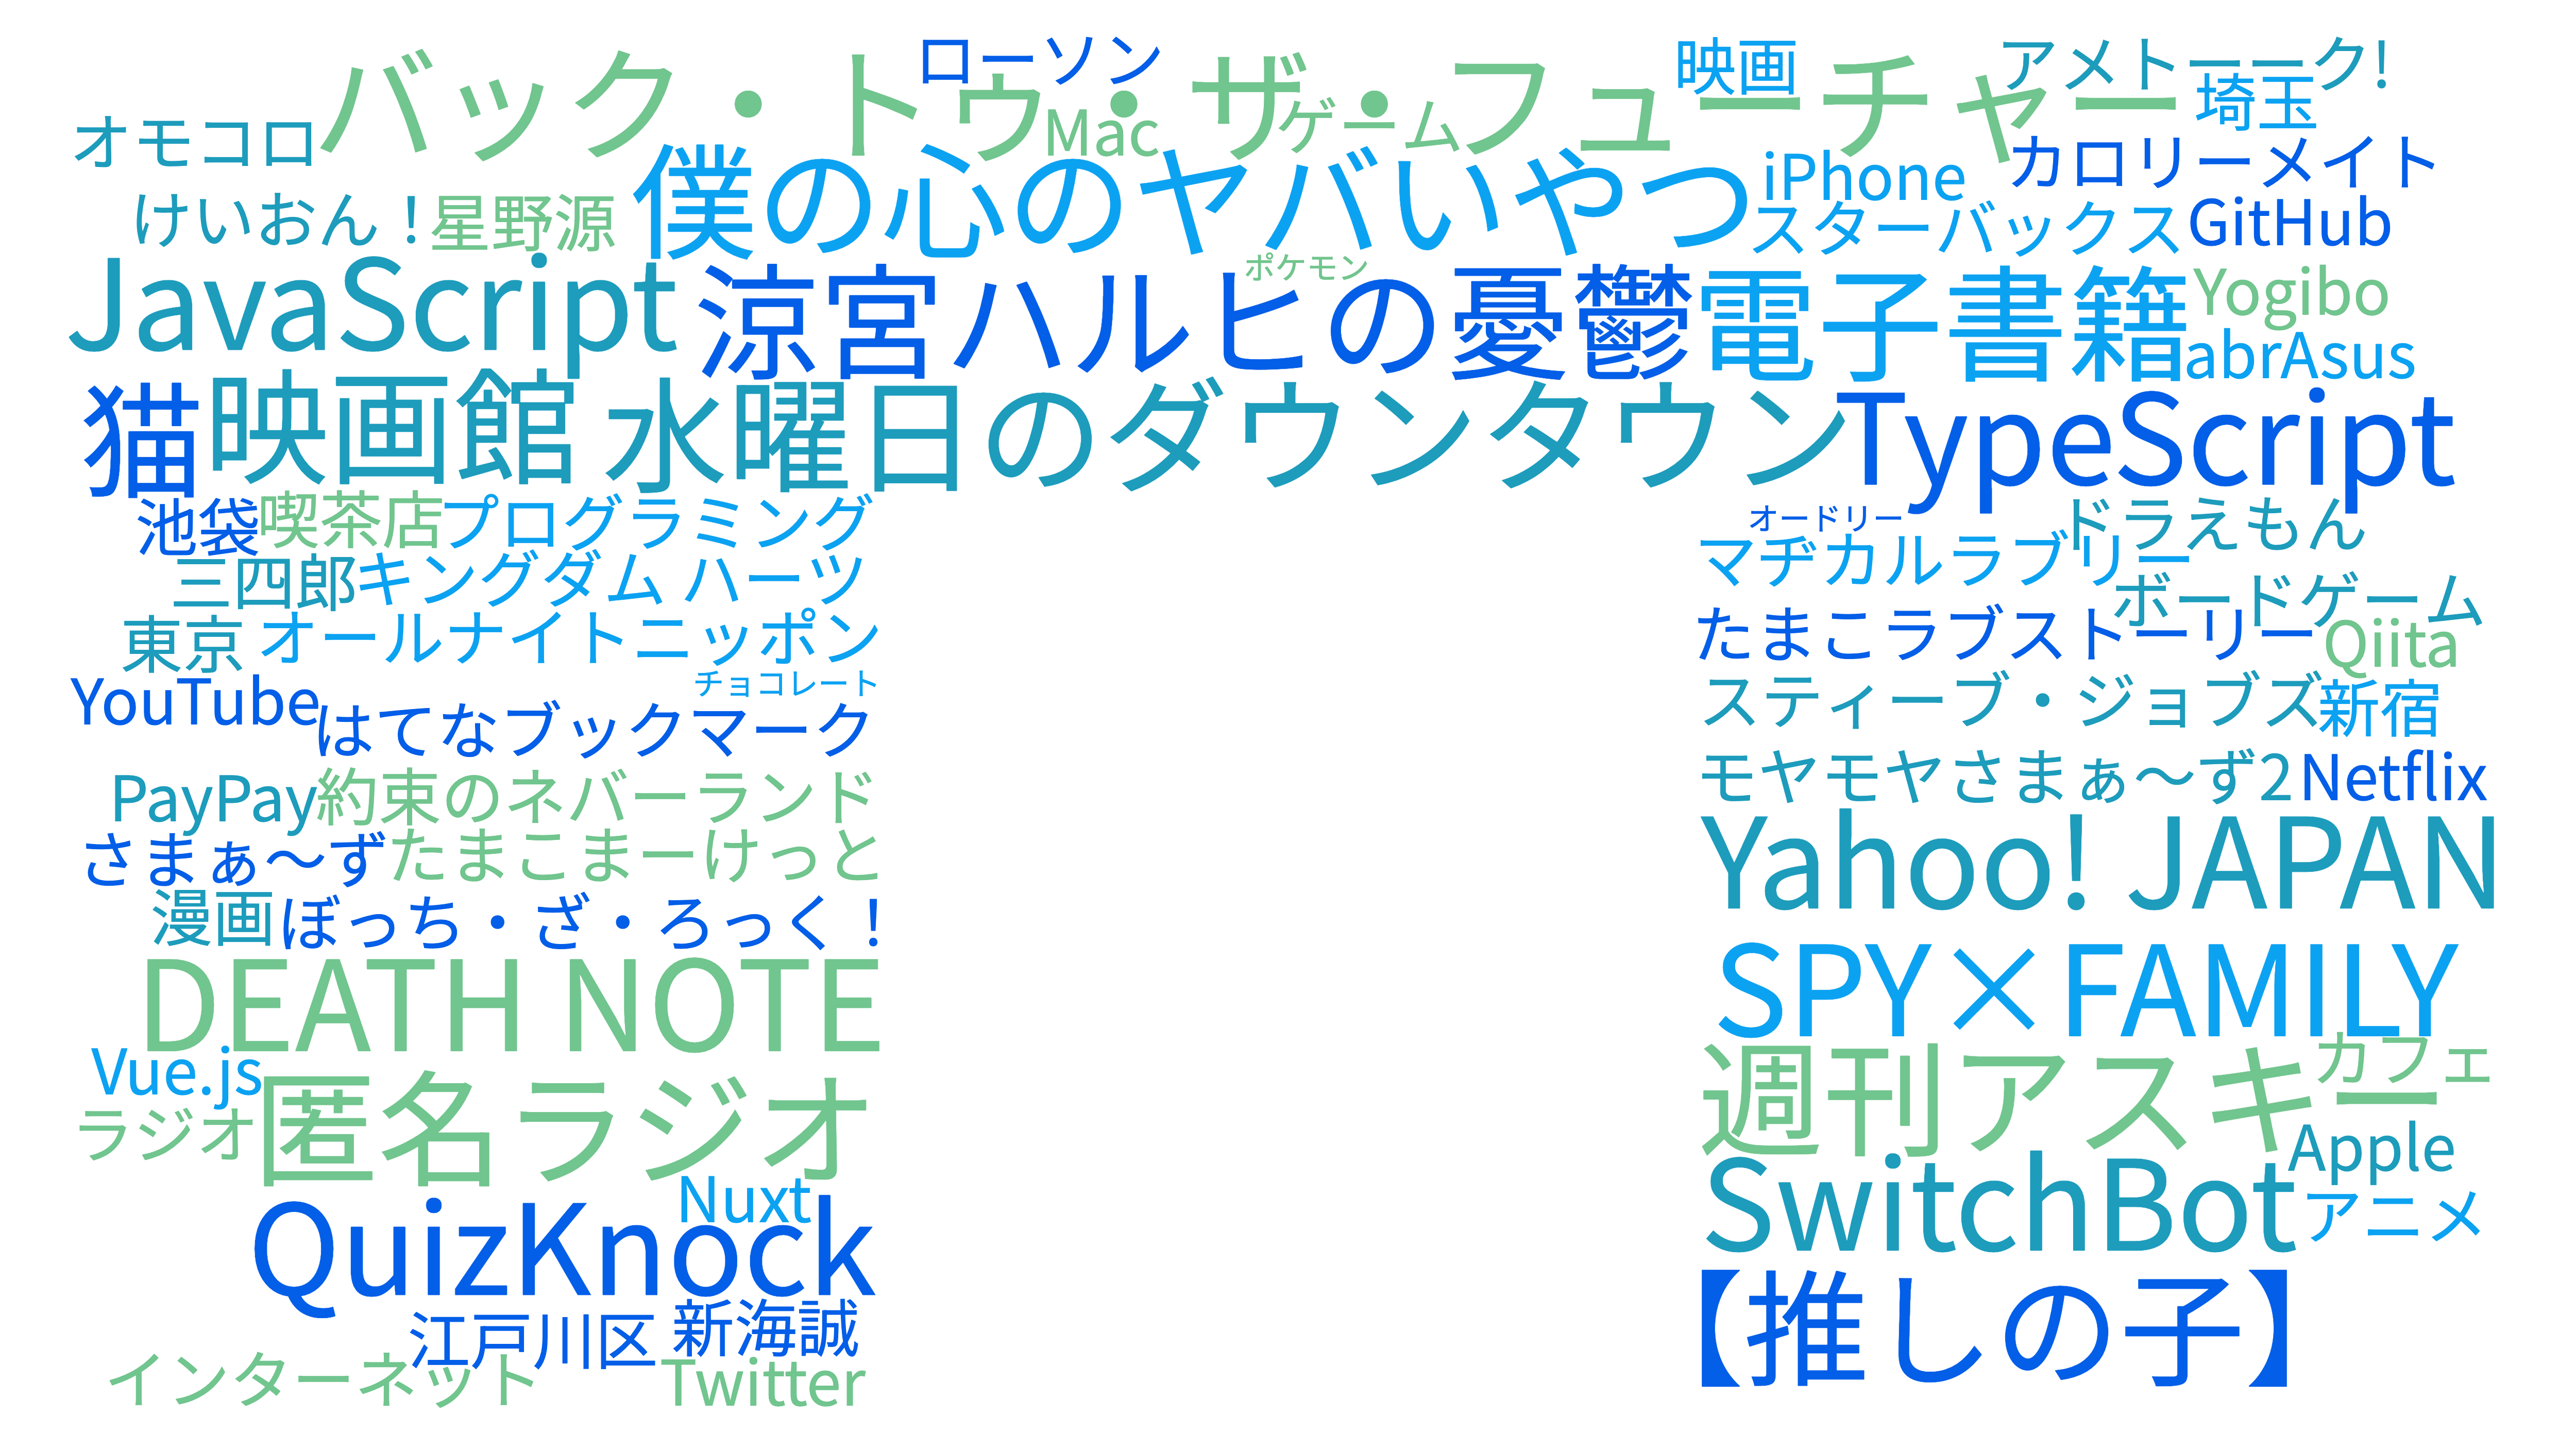 ローソン
映画
アメトーーク!
バック・トゥ・ザ・フューチャー
埼玉
オモコロ
Mac
ゲーム
カロリーメイト
けいおん！
星野源
僕の心のヤバいやつ
iPhone
スターバックス
GitHub
ポケモン
JavaScript
涼宮ハルヒの憂鬱
電子書籍
Yogibo
abrAsus
猫
映画館
水曜日のダウンタウン
TypeScript
池袋
喫茶店
プログラミング
オードリー
ドラえもん
三四郎
キングダム ハーツ
マヂカルラブリー
ボードゲーム
東京
オールナイトニッポン
たまこラブストーリー
Qiita
チョコレート
YouTube
はてなブックマーク
スティーブ・ジョブズ
新宿
PayPay
約束のネバーランド
モヤモヤさまぁ〜ず2
Netflix
さまぁ〜ず
たまこまーけっと
Yahoo! JAPAN
漫画
ぼっち・ざ・ろっく！
DEATH NOTE
SPY×FAMILY
Vue.js
カフェ
ラジオ
匿名ラジオ
週刊アスキー
Apple
Nuxt
QuizKnock
SwitchBot
アニメ
江戸川区
新海誠
【推しの子】
インターネット
Twitter